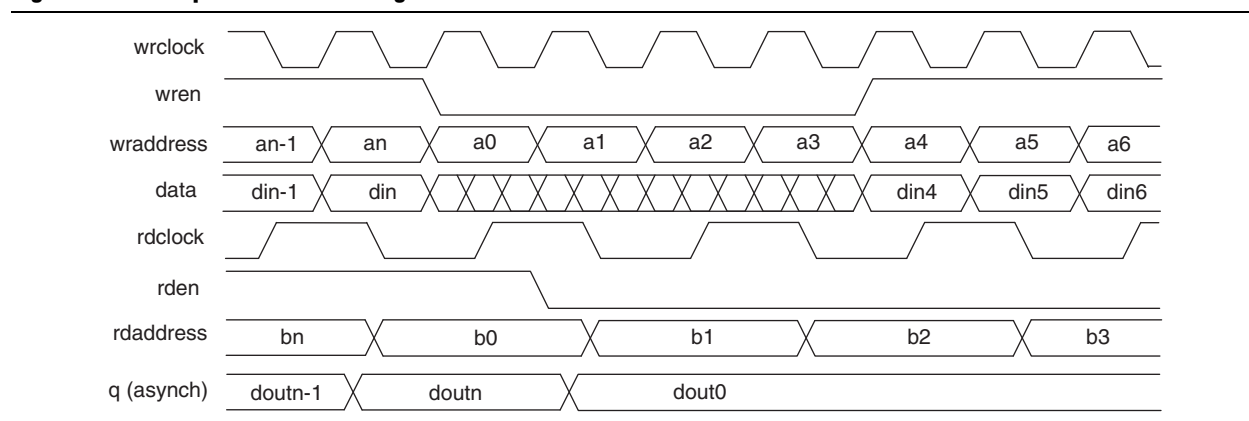 wrclock
wren
wraddress an-1 an a0 a1 a2 a3 a4 a5 a6
data din-1 din din4 din5 din6
rdclock
rden
rdaddress bn b0 b1 b2 b3
q (asynch) doutn-1 doutn dout0